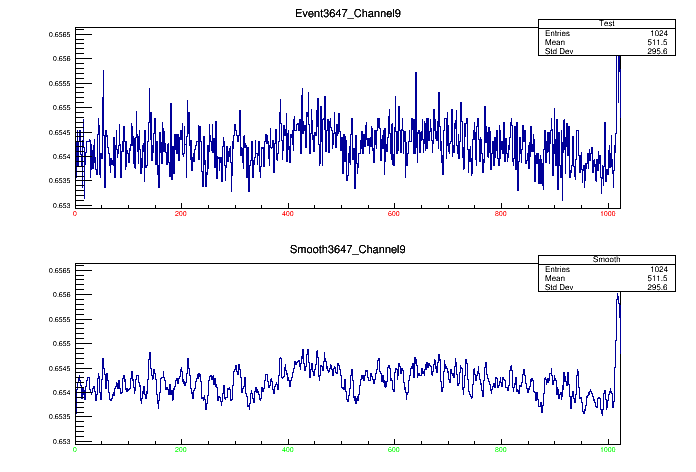 Event3647_Channel9
Test
Entries 1024
Mean 511.5
Std Dev 295.6
0.6565
0.656
0.6555
0.655
0.6545
0.654
0.6535
0.653
0 200 400 600 800 1000
Smooth3647_Channel9
Smooth
Entries 1024
Mean 511.5
Std Dev 295.6
0.6565
0.656
0.6555
0.655
0.6545
0.654
0.6535
0.653
0 200 400 600 800 1000